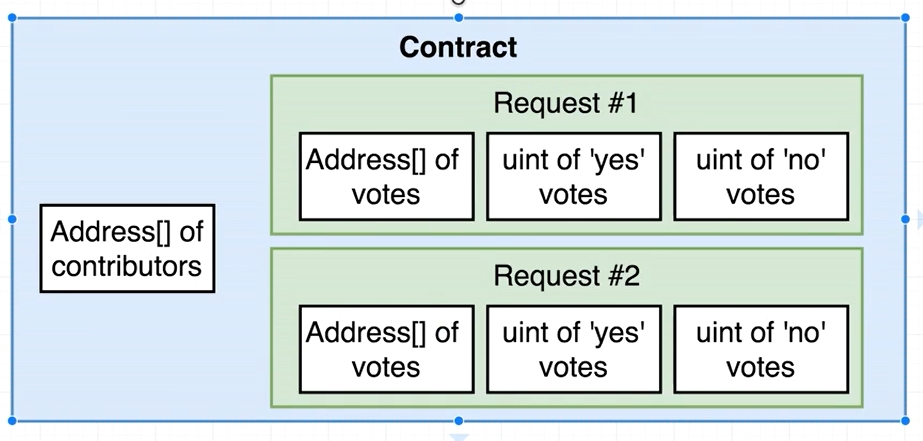 Contract
Request #1
Address[] of
votes
uint of 'yes'
votes
uint of 'no'
votes
Address[] of
contributors
Request #2
Address[] of
votes
uint of 'yes'
votes
uint of 'no'
votes